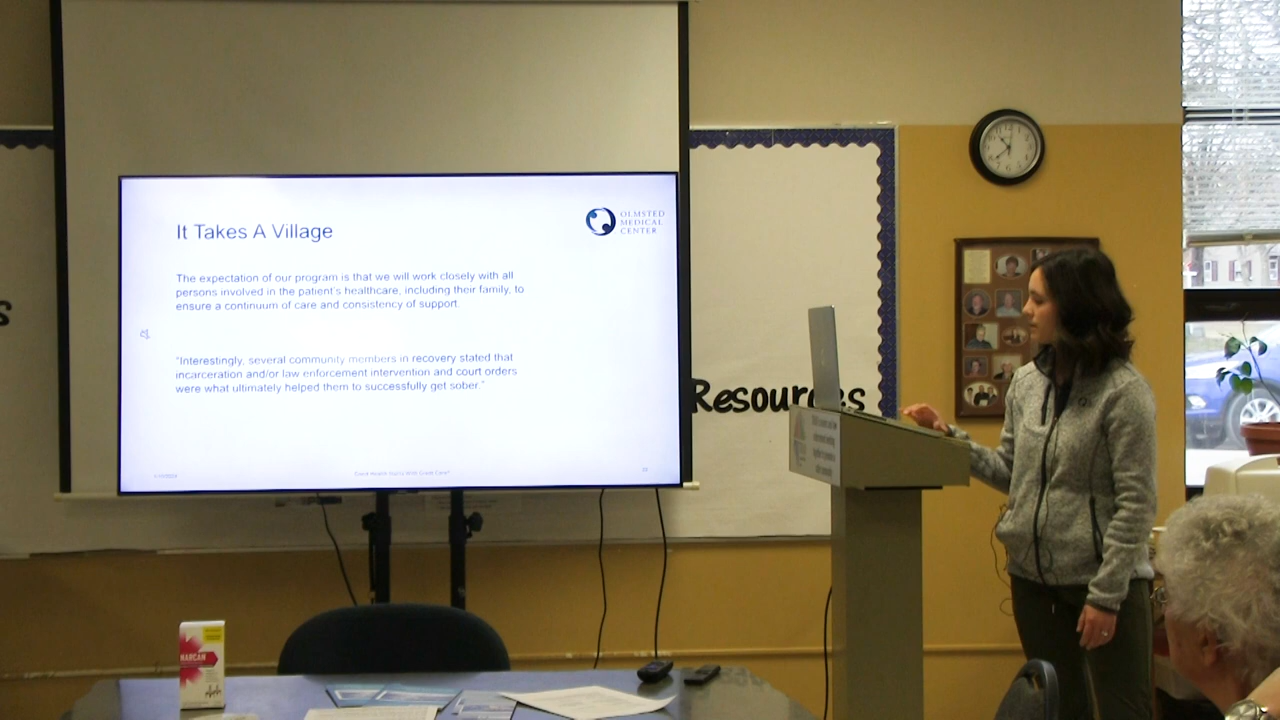 It Takes A Village
OLMSTED
MEDICAL
CENTER
The expectation of our program is that we will work closely with all
persons involved in the patient's healthcare, including their family, to
ensure a continuum of care and consistency of support.
"Interestingly, several community members in recovery stated that
incarceration and/or law enforcement intervention and court orders
were what ultimately helped them to successfully get sober."
Resources
NARCAN